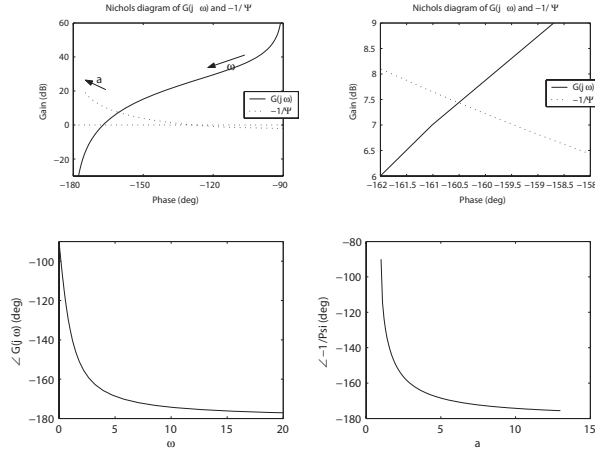 Nichols diagram of G(j ω) and −1/ Ψ
60
40
20
0
−20
Gain (dB)
a
ω
G(j ω)
−1/Ψ
−180
−150
−120
−90
Phase (deg)
Nichols diagram of G(j ω) and −1/ Ψ
9
8.5
8
7.5
7
6.5
6
Gain (dB)
G(j ω)
−1/Ψ
−162 −161.5 −161 −160.5 −160 −159.5 −159 −158.5 −158
Phase (deg)
−100
−120
−140
−160
−180
∠ G(j ω) (deg)
0 5 10 15 20
ω
−80
−100
−120
−140
−160
−180
∠ −1/Psi (deg)
0 5 10 15
a